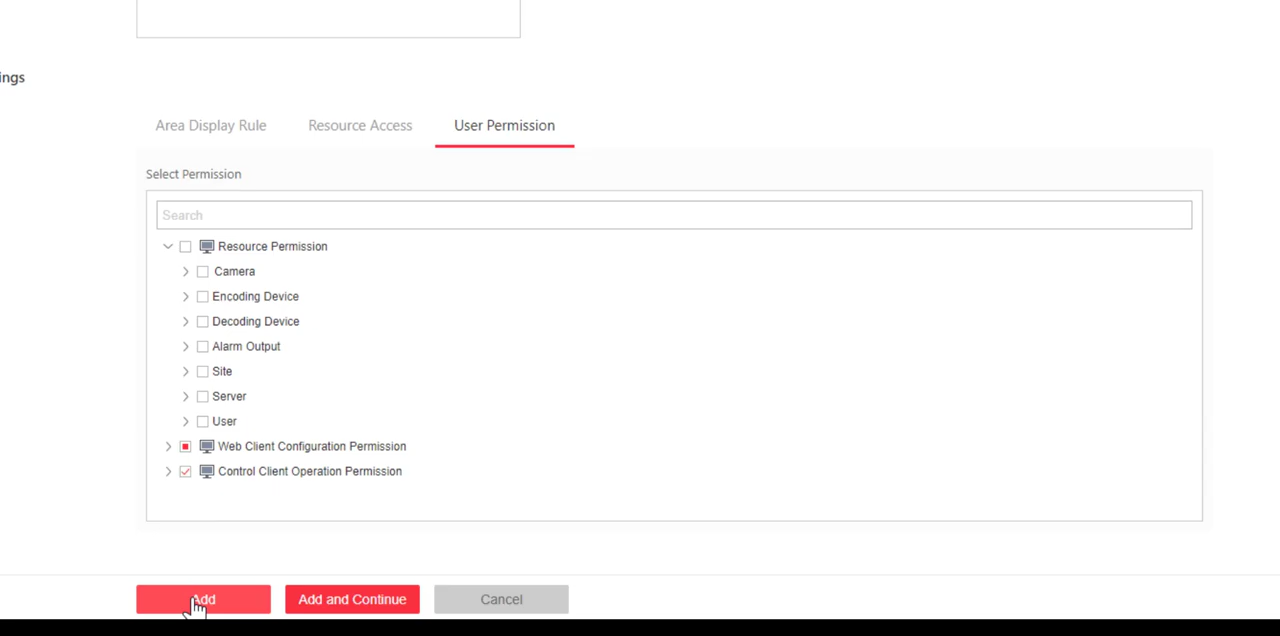 ings
Area Display Rule
Resource Access
User Permission
Select Permission
Search
Resource Permission
Camera
Encoding Device
Decoding Device
Alarm Output
Site
Server
User
Web Client Configuration Permission
Control Client Operation Permission
Add
Add and Continue
Cancel